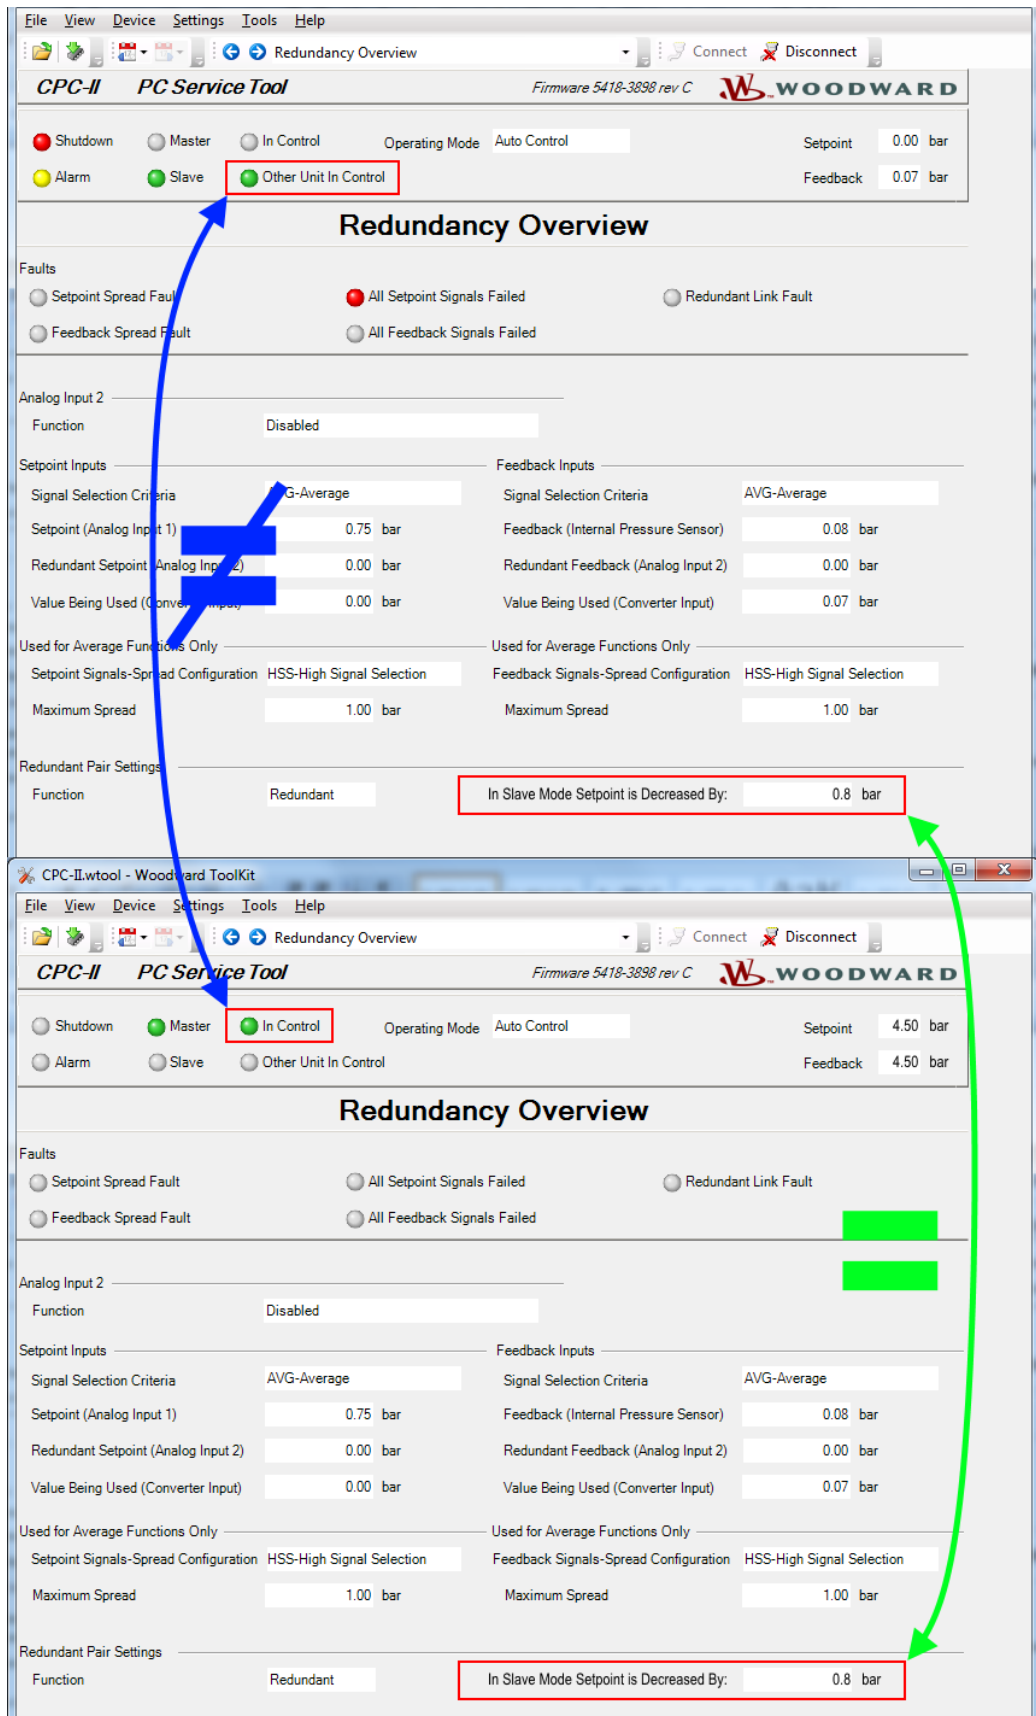 File View Device Settings Tools Help
Redundancy Overview Connect Disconnect
CPC-II PC Service Tool Firmware 5418-3898 rev C WOODWARD
Shutdown Master In Control Operating Mode Auto Control Setpoint 0.00 bar
Alarm Slave Other Unit In Control Feedback 0.07 bar
Redundancy Overview
Faults
Setpoint Spread Fault All Setpoint Signals Failed Redundant Link Fault
Feedback Spread Fault All Feedback Signals Failed
Analog Input 2
Function Disabled
Setpoint Inputs Feedback Inputs
Signal Selection Criteria AVG-Average Signal Selection Criteria AVG-Average
Setpoint (Analog Input 1) 0.75 bar Feedback (Internal Pressure Sensor) 0.08 bar
Redundant Setpoint (Analog Input 2) 0.00 bar Redundant Feedback (Analog Input 2) 0.00 bar
Value Being Used (Converter Input) 0.00 bar Value Being Used (Converter Input) 0.07 bar
Used for Average Functions Only Used for Average Functions Only
Setpoint Signals-Spread Configuration HSS-High Signal Selection Feedback Signals-Spread Configuration HSS-High Signal Selection
Maximum Spread 1.00 bar Maximum Spread 1.00 bar
Redundant Pair Settings
Function Redundant In Slave Mode Setpoint is Decreased By: 0.8 bar
CPC-II.wtool - Woodward ToolKit
File View Device Settings Tools Help
Redundancy Overview Connect Disconnect
CPC-II PC Service Tool Firmware 5418-3898 rev C WOODWARD
Shutdown Master In Control Operating Mode Auto Control Setpoint 4.50 bar
Alarm Slave Other Unit In Control Feedback 4.50 bar
Redundancy Overview
Faults
Setpoint Spread Fault All Setpoint Signals Failed Redundant Link Fault
Feedback Spread Fault All Feedback Signals Failed
Analog Input 2
Function Disabled
Setpoint Inputs Feedback Inputs
Signal Selection Criteria AVG-Average Signal Selection Criteria AVG-Average
Setpoint (Analog Input 1) 0.75 bar Feedback (Internal Pressure Sensor) 0.08 bar
Redundant Setpoint (Analog Input 2) 0.00 bar Redundant Feedback (Analog Input 2) 0.00 bar
Value Being Used (Converter Input) 0.00 bar Value Being Used (Converter Input) 0.07 bar
Used for Average Functions Only Used for Average Functions Only
Setpoint Signals-Spread Configuration HSS-High Signal Selection Feedback Signals-Spread Configuration HSS-High Signal Selection
Maximum Spread 1.00 bar Maximum Spread 1.00 bar
Redundant Pair Settings
Function Redundant In Slave Mode Setpoint is Decreased By: 0.8 bar